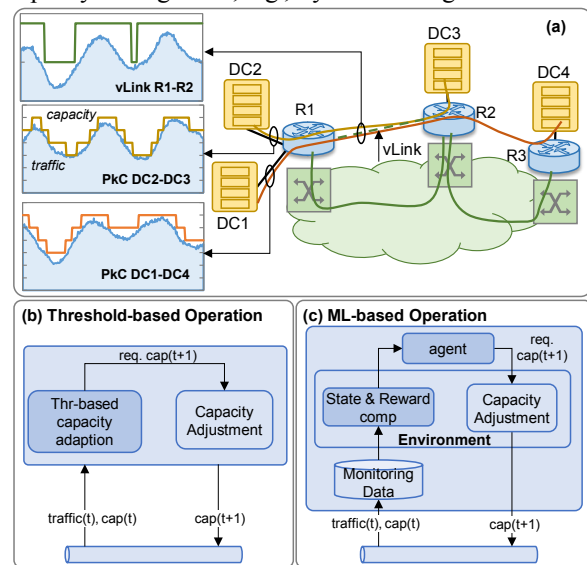 (a)
vLink R1-R2
capacity
traffic
PkC DC2-DC3
PkC DC1-DC4
DC2
DC1
R1
vLink
DC3
R2
DC4
R3
(b) Threshold-based Operation
req. cap(t+1)
Thr-based
capacity
adaption
Capacity
Adjustment
traffic(t), cap(t)
cap(t+1)
(c) ML-based Operation
agent
req.
cap(t+1)
State & Reward
comp
Capacity
Adjustment
Environment
Monitoring
Data
traffic(t), cap(t)
cap(t+1)